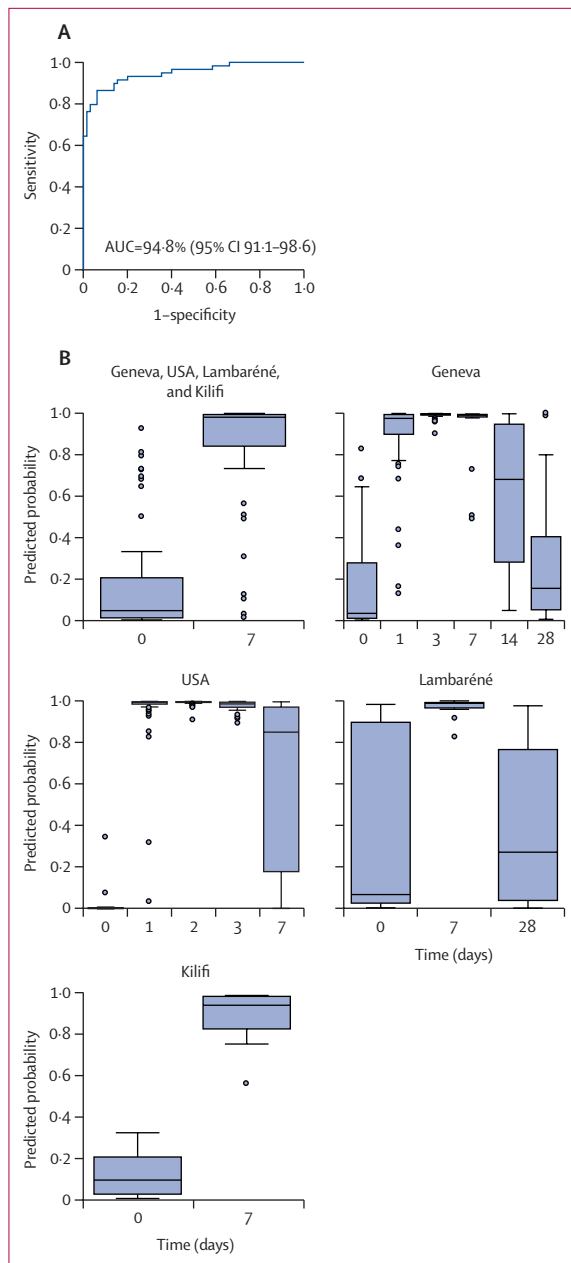 A
1·0
0·8
0·6
0·4
0·2
0
Sensitivity
AUC=94·8% (95% CI 91·1–98·6)
0 0·2 0·4 0·6 0·8 1·0
1–specificity
B
Geneva, USA, Lambaréné,
and Kilifi
1·0
0·8
0·6
0·4
0·2
0
Predicted probability
0 7
Geneva
0 1 3 7 14 28
USA
1·0
0·8
0·6
0·4
0·2
0
Predicted probability
0 1 2 3 7
Lambaréné
0 7 28
Time (days)
Kilifi
1·0
0·8
0·6
0·4
0·2
0
Predicted probability
0 7
Time (days)